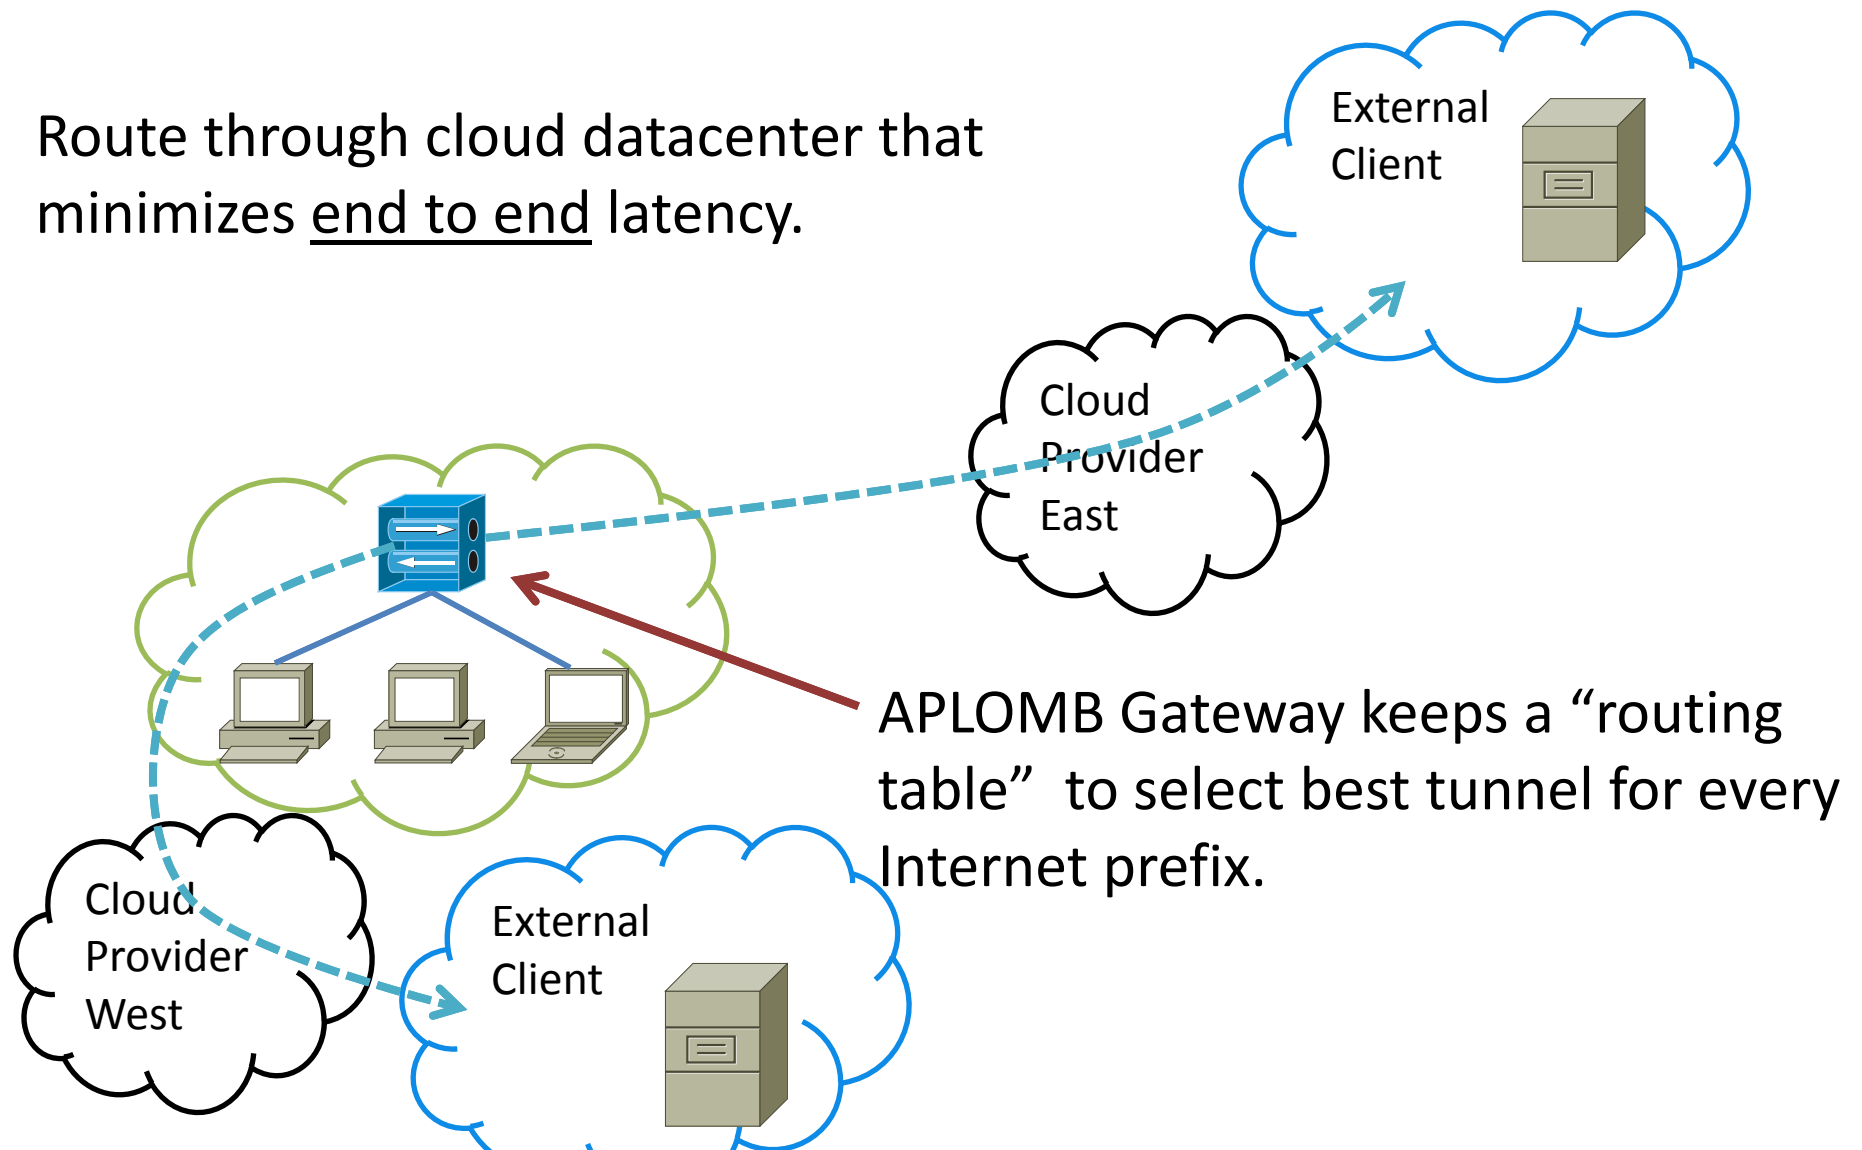 Route through cloud datacenter that
minimizes end to end latency.
External
Client
Cloud
Provider
East
APLOMB Gateway keeps a “routing
table”  to select best tunnel for every
Internet prefix.
Cloud
Provider
West
External
Client